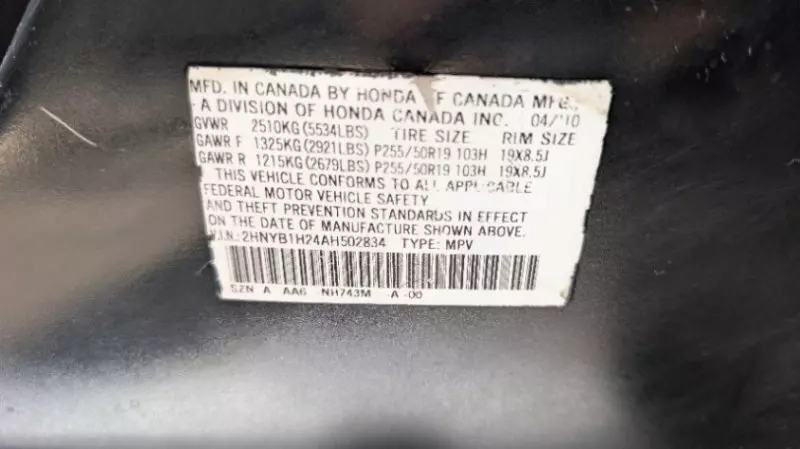 MFD. IN CANADA BY HONDA OF CANADA MFG.
A DIVISION OF HONDA CANADA INC. 04/10
GVWR 2510KG(5534LBS) TIRE SIZE RIM SIZE
GAWR F 1325KG(2921LBS) P255/50R19 103H 19X8.5J
GAWR R 1215KG(2679LBS) P255/50R19 103H 19X8.5J
THIS VEHICLE CONFORMS TO ALL APPLICABLE
FEDERAL MOTOR VEHICLE SAFETY
AND THEFT PREVENTION STANDARDS IN EFFECT
ON THE DATE OF MANUFACTURE SHOWN ABOVE.
V.I.N.: 2HNYB1H24AH502834 TYPE: MPV
SZN A AA6 NH743M A -00